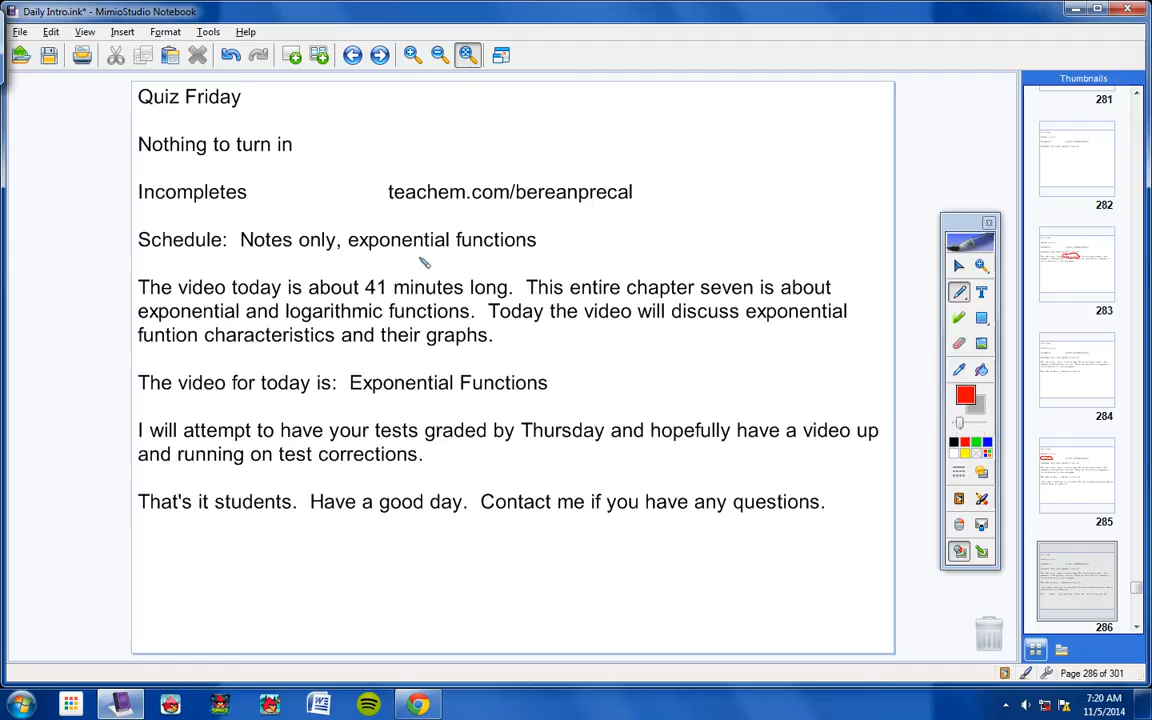 Daily Intro.ink* - MimioStudio Notebook
File Edit View Insert Format Tools Help
Quiz Friday
Nothing to turn in
Incompletes teachem.com/bereanprecal
Schedule: Notes only, exponential functions
The video today is about 41 minutes long. This entire chapter seven is about
exponential and logarithmic functions. Today the video will discuss exponential
funtion characteristics and their graphs.
The video for today is: Exponential Functions
I will attempt to have your tests graded by Thursday and hopefully have a video up
and running on test corrections.
That's it students. Have a good day. Contact me if you have any questions.
Thumbnails
281
282
283
284
285
286
Page 286 of 301
7:20 AM
11/5/2014